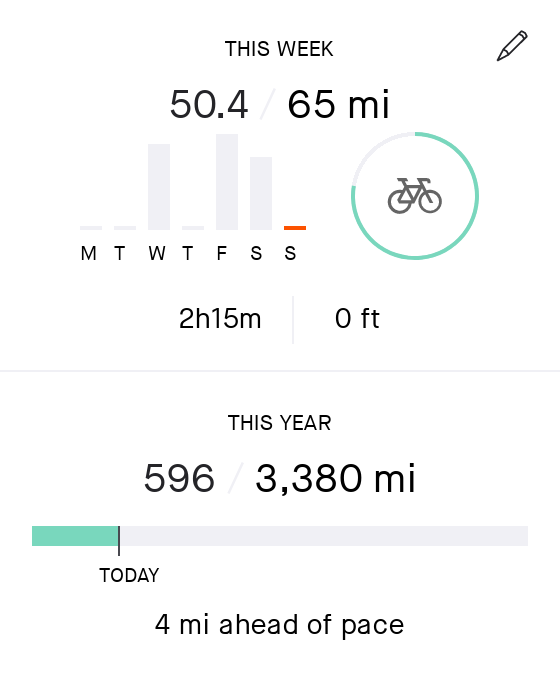 THIS WEEK
50.4 / 65 mi
M T W T F S S
2h15m 0 ft
THIS YEAR
596 / 3,380 mi
TODAY
4 mi ahead of pace